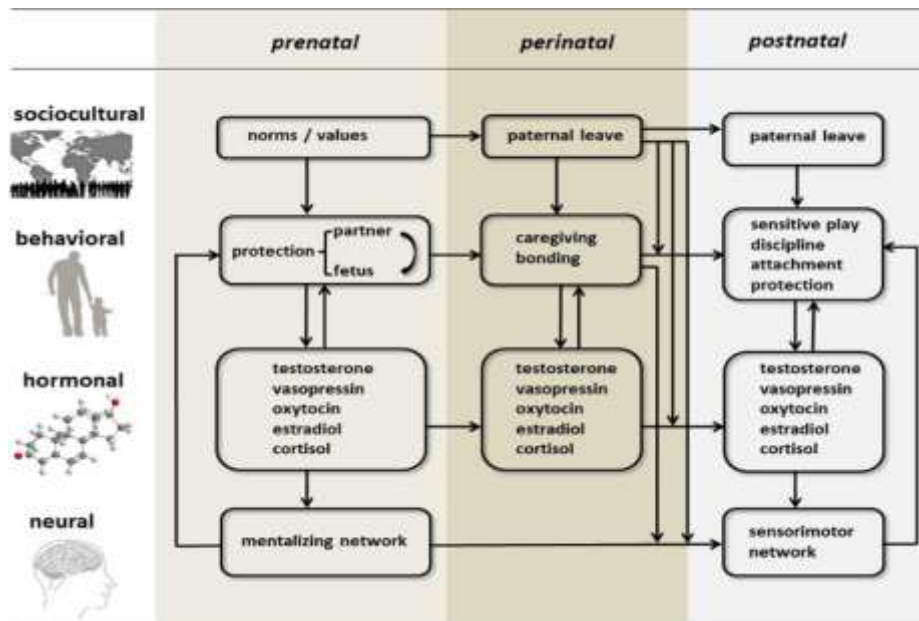 prenatal perinatal postnatal
sociocultural
norms / values paternal leave paternal leave
behavioral
protection
partner
fetus
caregiving
bonding
sensitive play
discipline
attachment
protection
hormonal
testosterone
vasopressin
oxytocin
estradiol
cortisol
testosterone
vasopressin
oxytocin
estradiol
cortisol
testosterone
vasopressin
oxytocin
estradiol
cortisol
neural
mentalizing network
sensorimotor
network